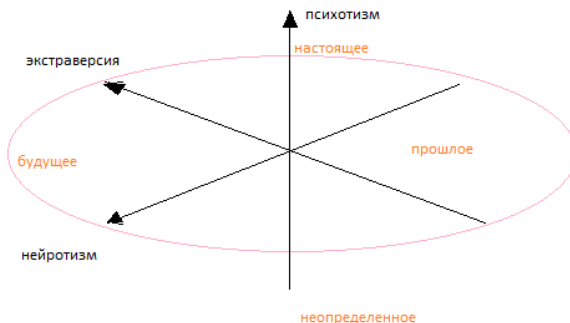 психотизм
настоящее
экстраверсия
прошлое
будущее
нейротизм
неопределенное